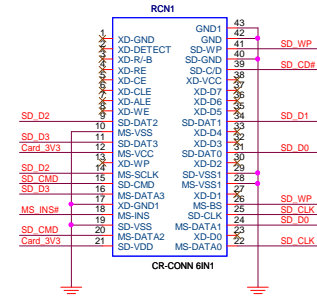 RCN1
GND1 43
1 XD-GND GND 42
2 XD-DETECT SD-WP 41 SD_WP
3 XD-R/-B SD-GND 40
4 XD-RE SD-C/D 39 SD_CD#
5 XD-CE XD-VCC 38
6 XD-CLE XD-D7 37
7 XD-ALE XD-D6 36
8 XD-WE XD-D5 35
SD_D2 9 SD-DAT2 SD-DAT1 34 SD_D1
10 MS-VSS XD-D4 33
SD_D3 11 SD-DAT3 XD-D3 32
Card_3V3 12 MS-VCC SD-DAT0 31 SD_D0
13 XD-WP XD-D2 30
SD_D2 14 MS-SCLK SD-VSS1 29
SD_CMD 15 SD-CMD MS-VSS1 28
SD_D3 16 MS-DATA3 XD-D1 27
17 XD-GND1 MS-BS 26 SD_WP
MS_INS# 18 MS-INS SD-CLK 25 SD_CLK
19 SD-VSS MS-DATA1 24 SD_D0
SD_CMD 20 MS-DATA2 XD-D0 23
Card_3V3 21 SD-VDD MS-DATA0 22 SD_CLK
CR-CONN 6IN1